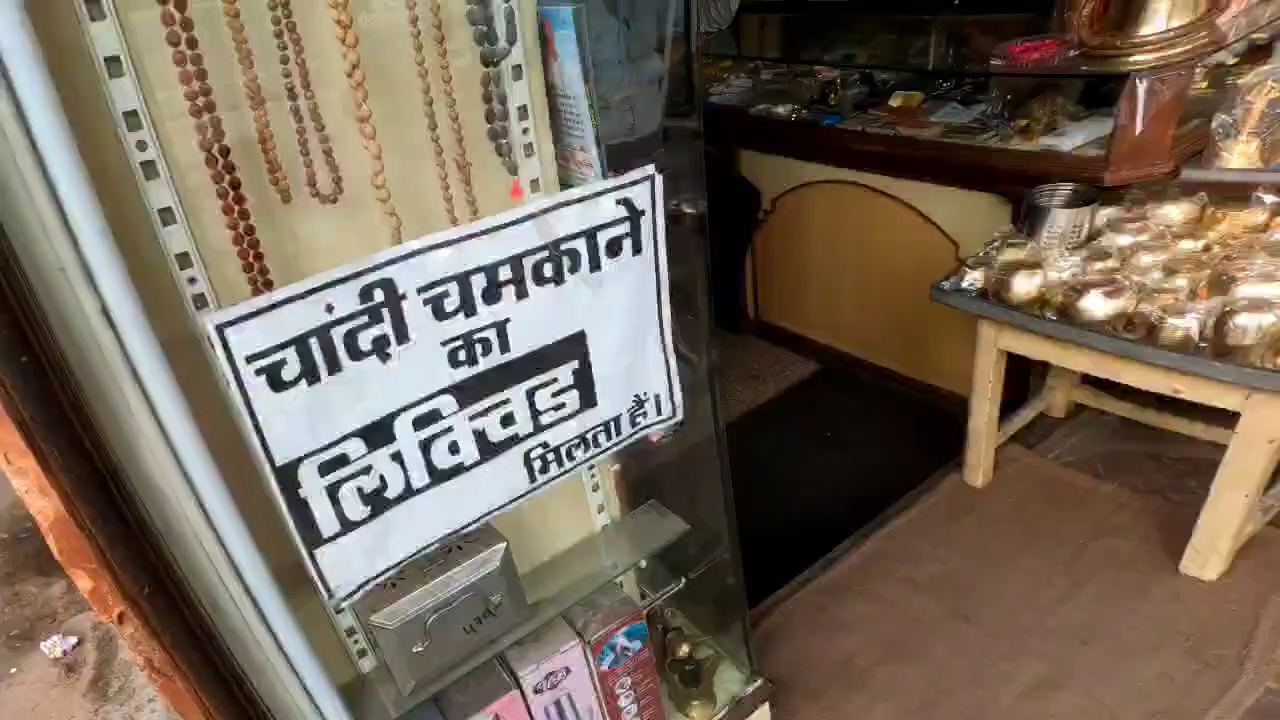 चांदी चमकाने
का
लिक्विड
मिलता हैं।